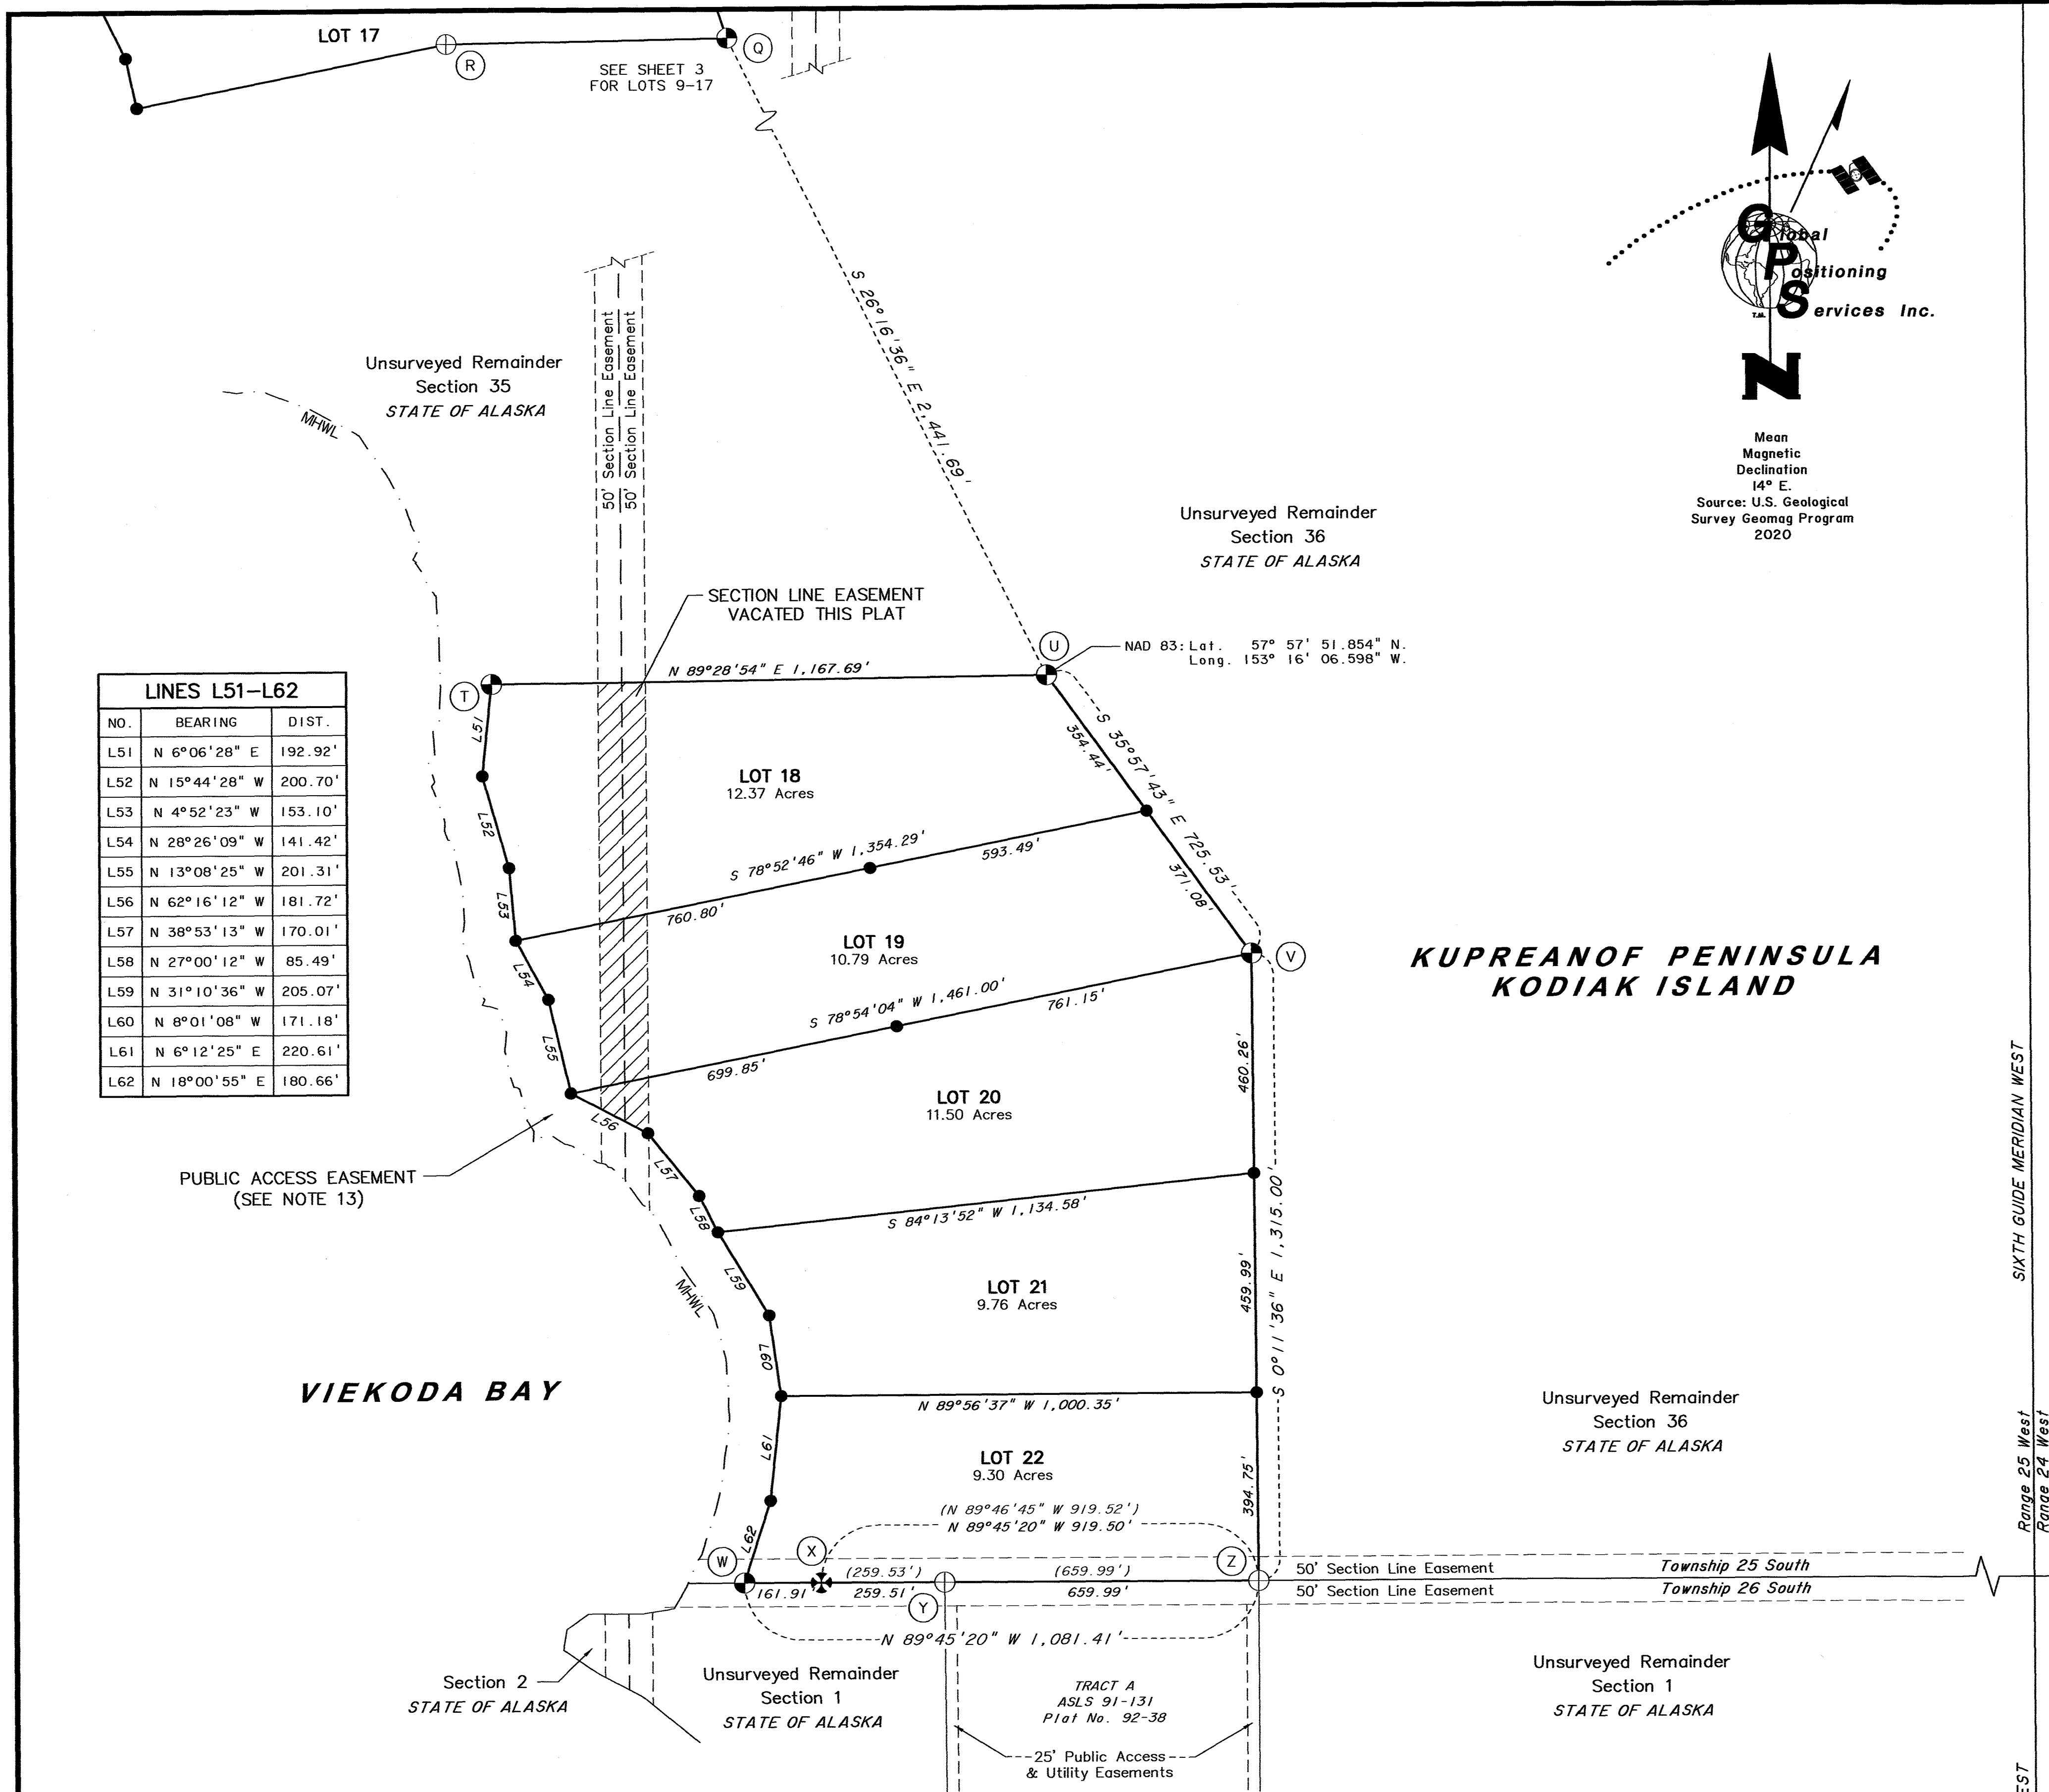 LOT 17
R
Q
SEE SHEET 3
FOR LOTS 9-17
S 26°16'36" E 2,441.69'
Global
Positioning
Services Inc.
T.M.
N
Mean
Magnetic
Declination
14° E.
Source: U.S. Geological
Survey Geomag Program
2020
Unsurveyed Remainder
Section 35
STATE OF ALASKA
MHWL
50' Section Line Easement
50' Section Line Easement
Unsurveyed Remainder
Section 36
STATE OF ALASKA
SECTION LINE EASEMENT
VACATED THIS PLAT
U
NAD 83: Lat. 57° 57' 51.854" N.
Long. 153° 16' 06.598" W.
T
N 89°28'54" E 1,167.69'
LINES L51-L62
NO. BEARING DIST.
L51 N 6°06'28" E 192.92'
L52 N 15°44'28" W 200.70'
L53 N 4°52'23" W 153.10'
L54 N 28°26'09" W 141.42'
L55 N 13°08'25" W 201.31'
L56 N 62°16'12" W 181.72'
L57 N 38°53'13" W 170.01'
L58 N 27°00'12" W 85.49'
L59 N 31°10'36" W 205.07'
L60 N 8°01'08" W 171.18'
L61 N 6°12'25" E 220.61'
L62 N 18°00'55" E 180.66'
L51
L52
L53
L54
L55
L56
L57
L58
L59
L60
L61
L62
354.44'
S 35°57'43" E 725.53'
371.08'
LOT 18
12.37 Acres
S 78°52'46" W 1,354.29'
593.49'
760.80'
LOT 19
10.79 Acres
V
S 78°54'04" W 1,461.00'
761.15'
699.85'
KUPREANOF PENINSULA
KODIAK ISLAND
460.26'
LOT 20
11.50 Acres
PUBLIC ACCESS EASEMENT
(SEE NOTE 13)
S 84°13'52" W 1,134.58'
S 0°11'36" E 1,315.00'
459.99'
LOT 21
9.76 Acres
MHWL
VIEKODA BAY
N 89°56'37" W 1,000.35'
394.75'
LOT 22
9.30 Acres
(N 89°46'45" W 919.52')
N 89°45'20" W 919.50'
Unsurveyed Remainder
Section 36
STATE OF ALASKA
SIXTH GUIDE MERIDIAN WEST
Range 25 West
Range 24 West
W
X
Z
(259.53')
(659.99')
161.91
259.51'
659.99'
Y
50' Section Line Easement
Township 25 South
50' Section Line Easement
Township 26 South
N 89°45'20" W 1,081.41'
Section 2
STATE OF ALASKA
Unsurveyed Remainder
Section 1
STATE OF ALASKA
TRACT A
ASLS 91-131
Plat No. 92-38
25' Public Access
& Utility Easements
Unsurveyed Remainder
Section 1
STATE OF ALASKA
EST